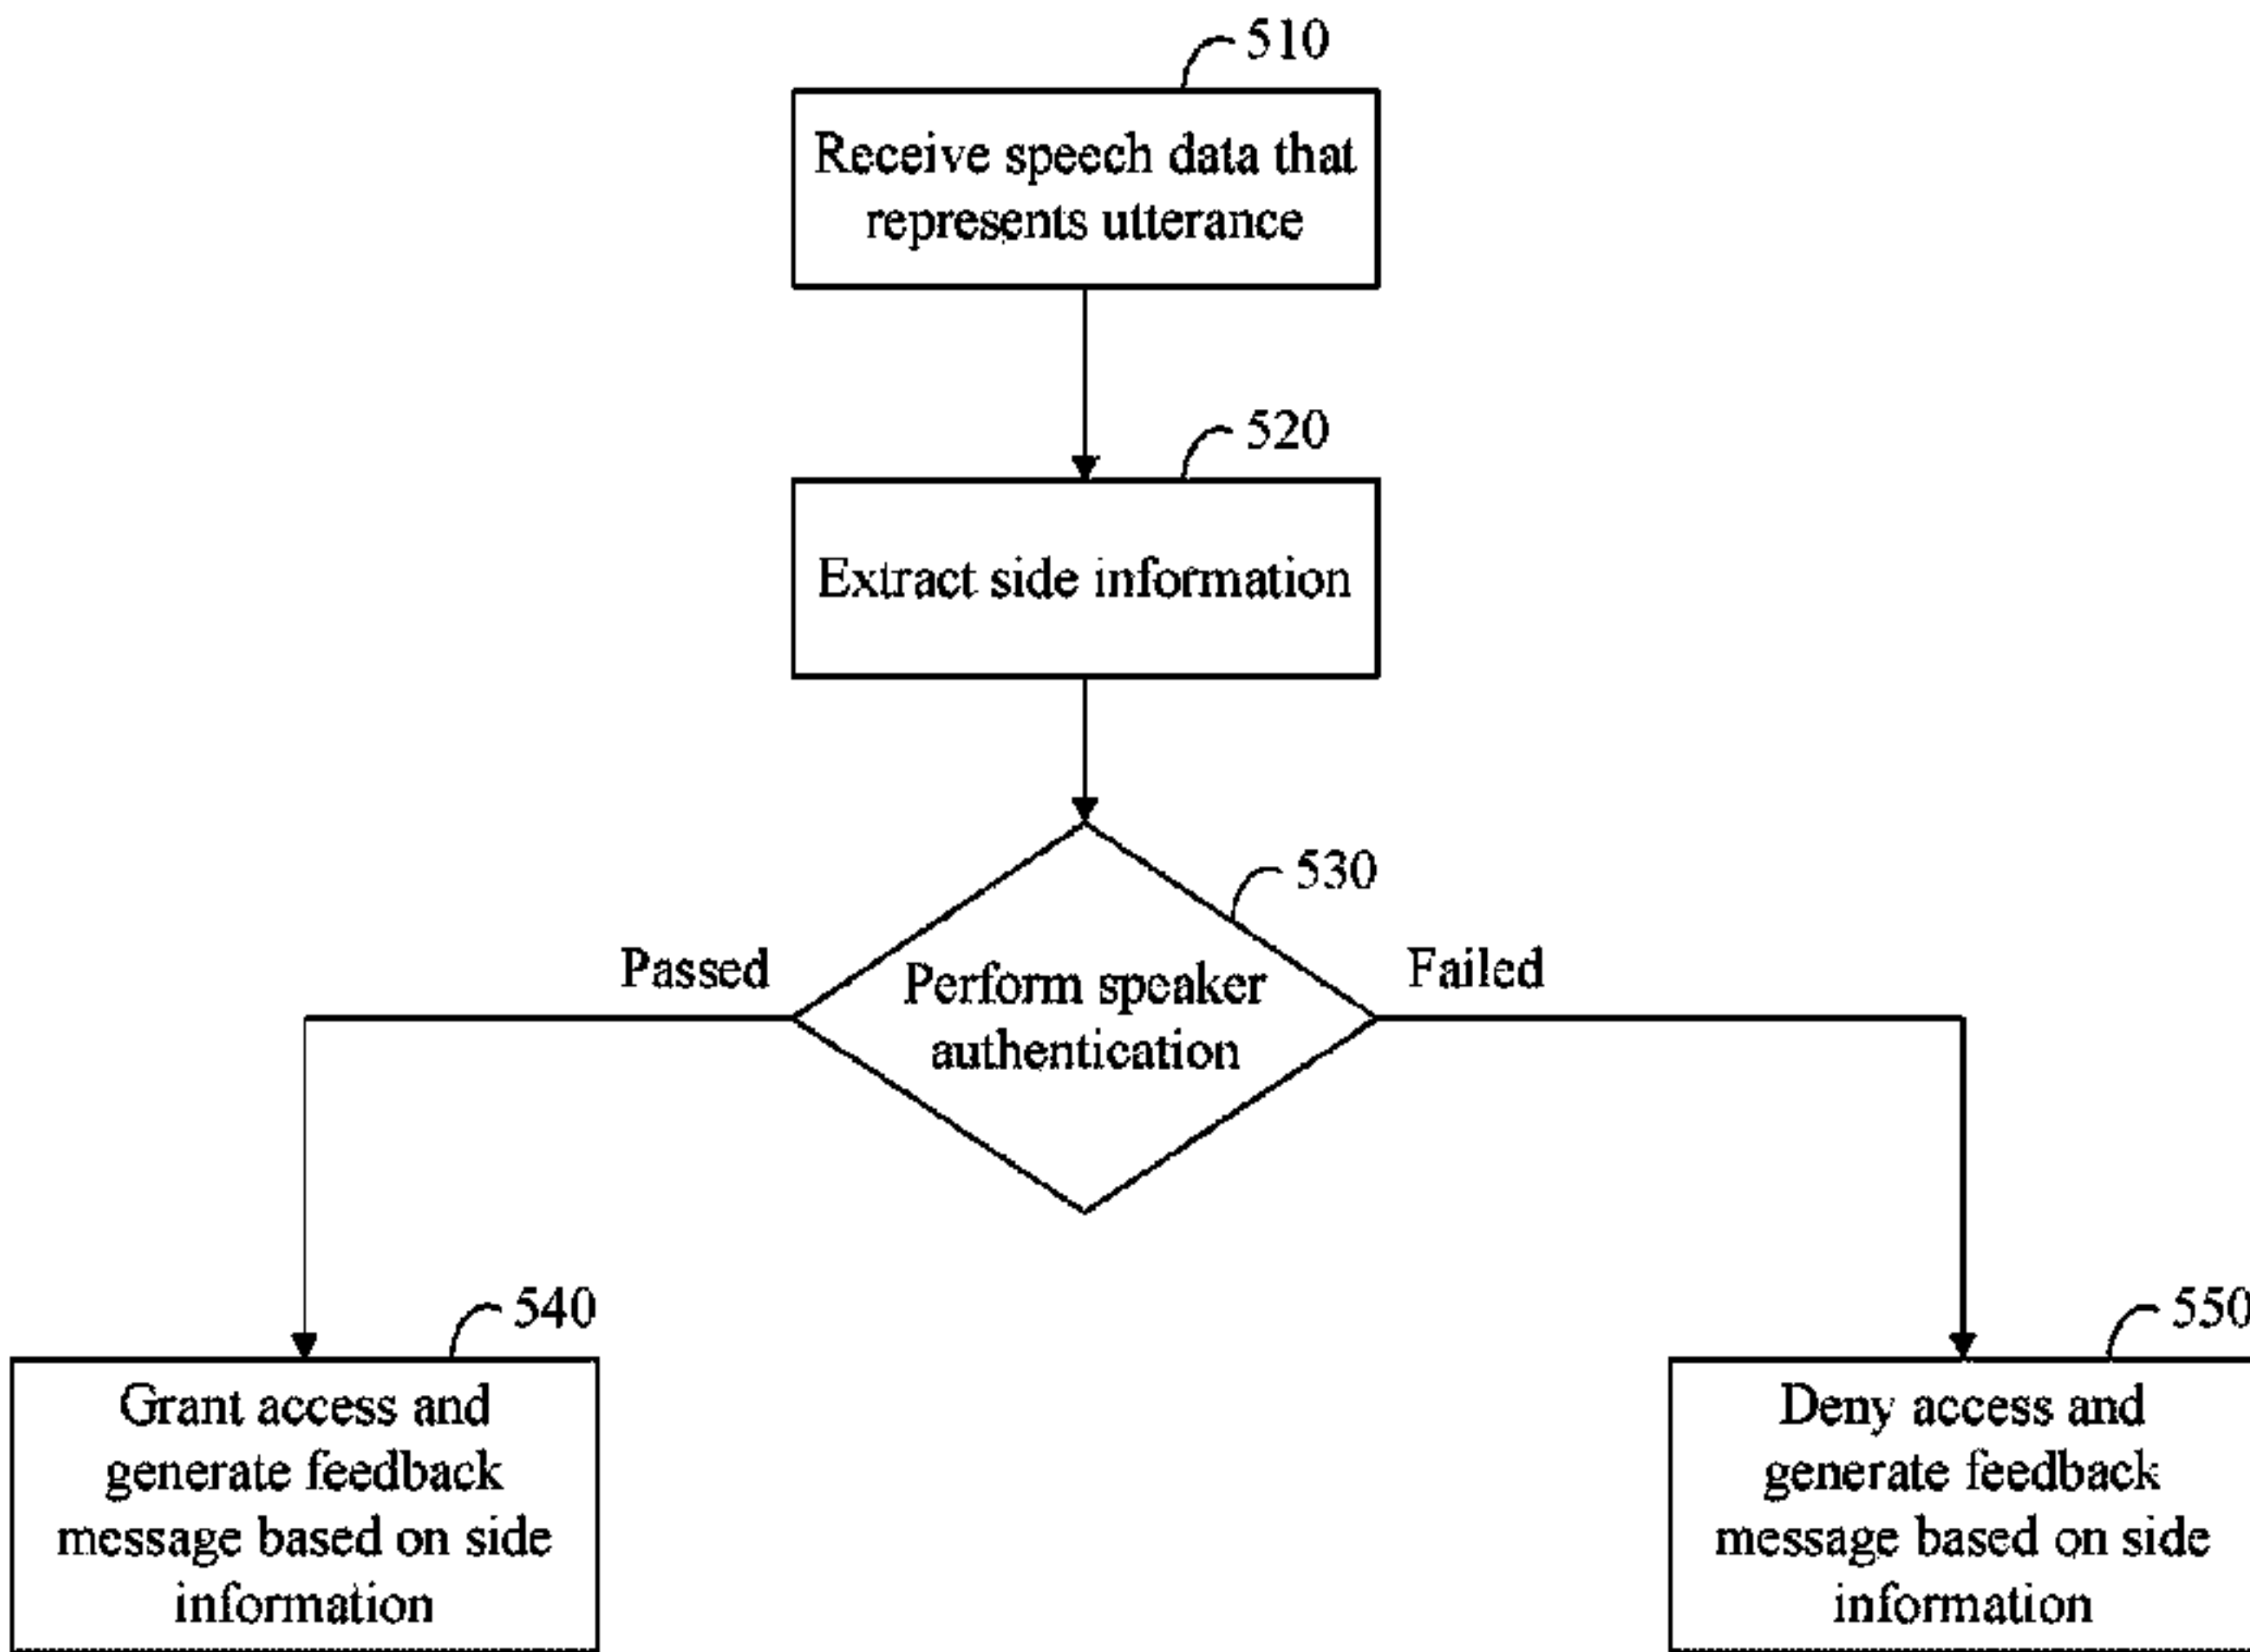 510
Receive speech data that
represents utterance
520
Extract side information
530
Passed
Failed
Perform speaker
authentication
540
Grant access and
generate feedback
message based on side
information
550
Deny access and
generate feedback
message based on side
information